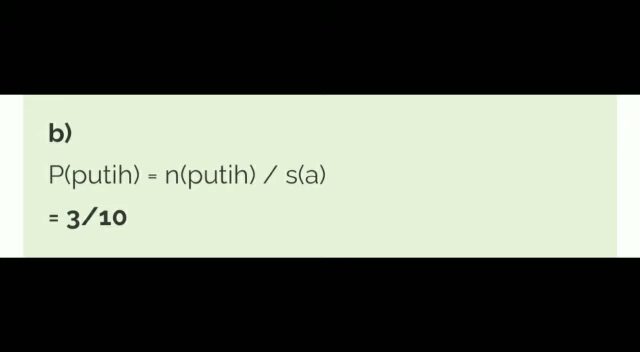 b)
P(putih) = n(putih) / s(a)
= 3/10